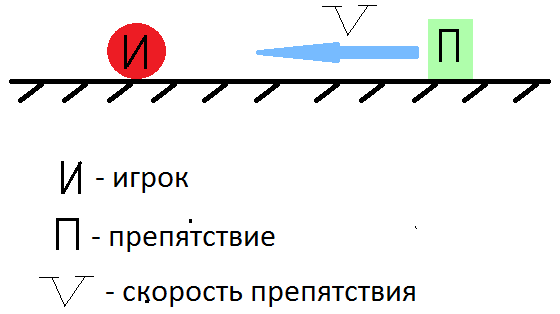 V
И П
И - игрок
П - препятствие
V - скорость препятствия